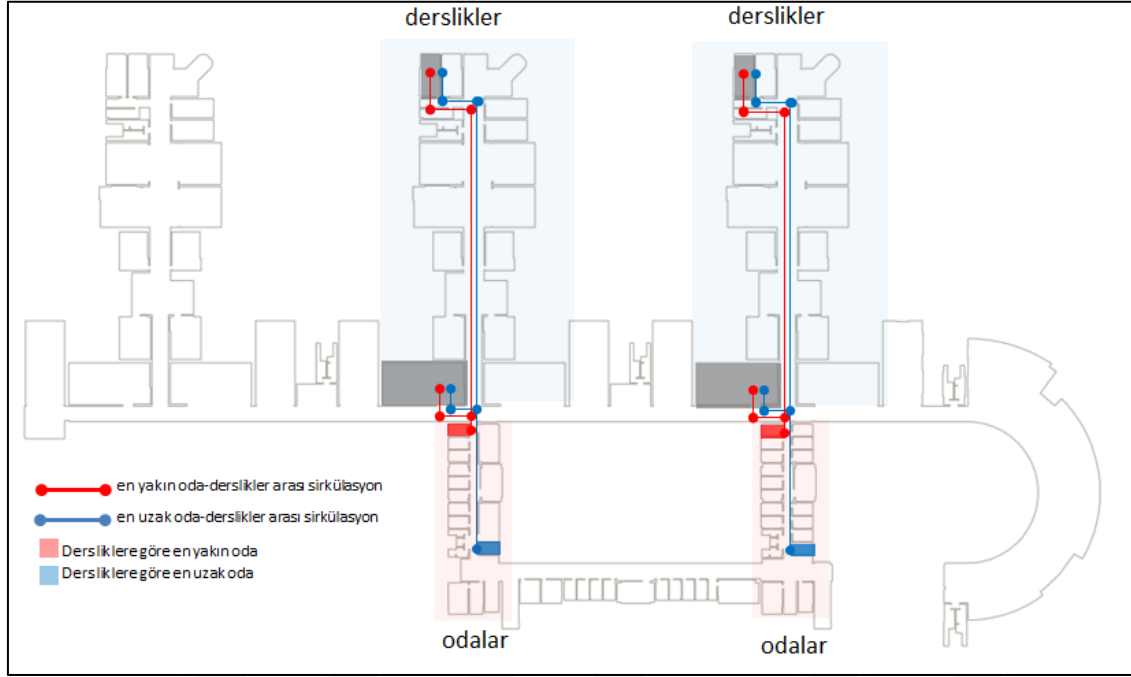 derslikler
derslikler
en yakın oda-derslikler arası sirkülasyon
en uzak oda-derslikler arası sirkülasyon
Dersliklere göre en yakın oda
Dersliklere göre en uzak oda
odalar
odalar